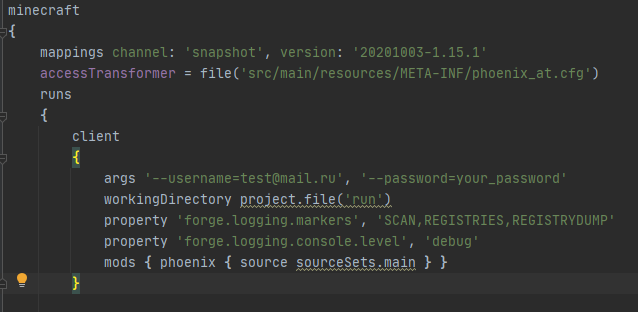 minecraft
{
mappings channel: 'snapshot', version: '20201003-1.15.1'
accessTransformer = file('src/main/resources/META-INF/phoenix_at.cfg')
runs
{
client
{
args '--username=test@mail.ru', '--password=your_password'
workingDirectory project.file('run')
property 'forge.logging.markers', 'SCAN,REGISTRIES,REGISTRYDUMP'
property 'forge.logging.console.level', 'debug'
mods { phoenix { source sourceSets.main } }
}